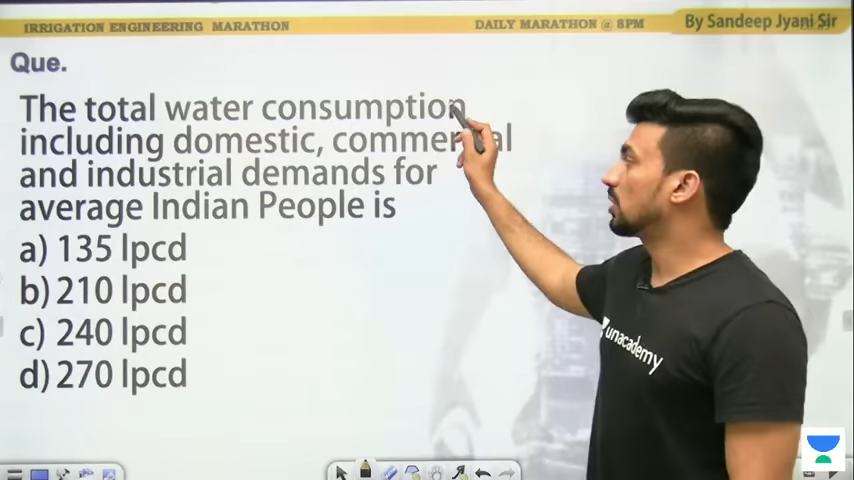 IRRIGATION ENGINEERING MARATHON
DAILY MARATHON @ 8PM
By Sandeep Jyani Sir
Que.
The total water consumption
including domestic, commercial
and industrial demands for
average Indian People is
a) 135 lpcd
b) 210 lpcd
c) 240 lpcd
d) 270 lpcd
unacademy